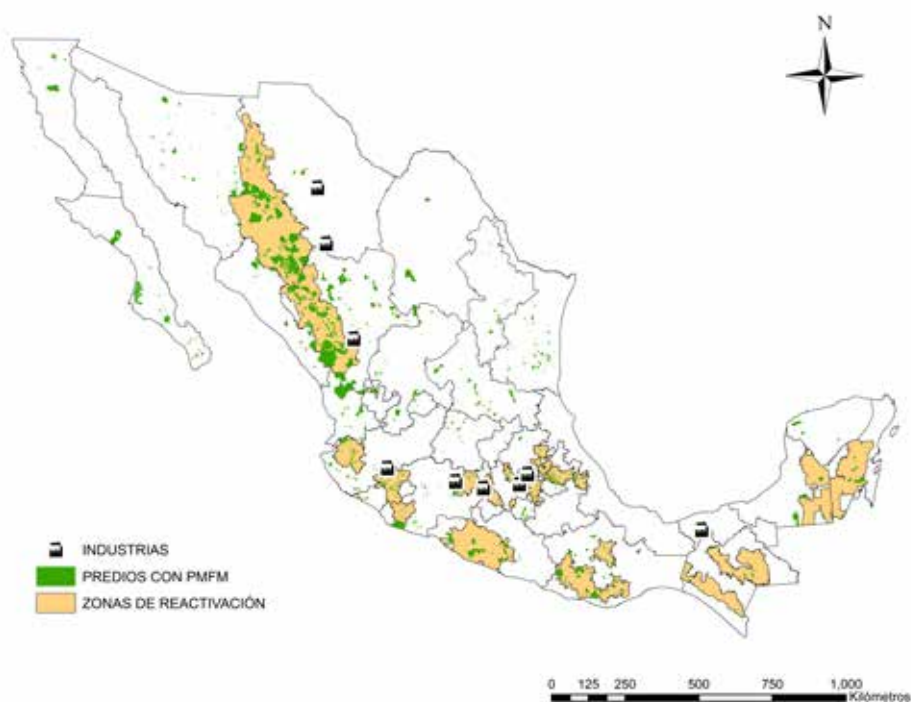 N
INDUSTRIAS
PREDIOS CON PMFM
ZONAS DE REACTIVACIÓN
0 125 250 500 750 1,000
Kilómetros